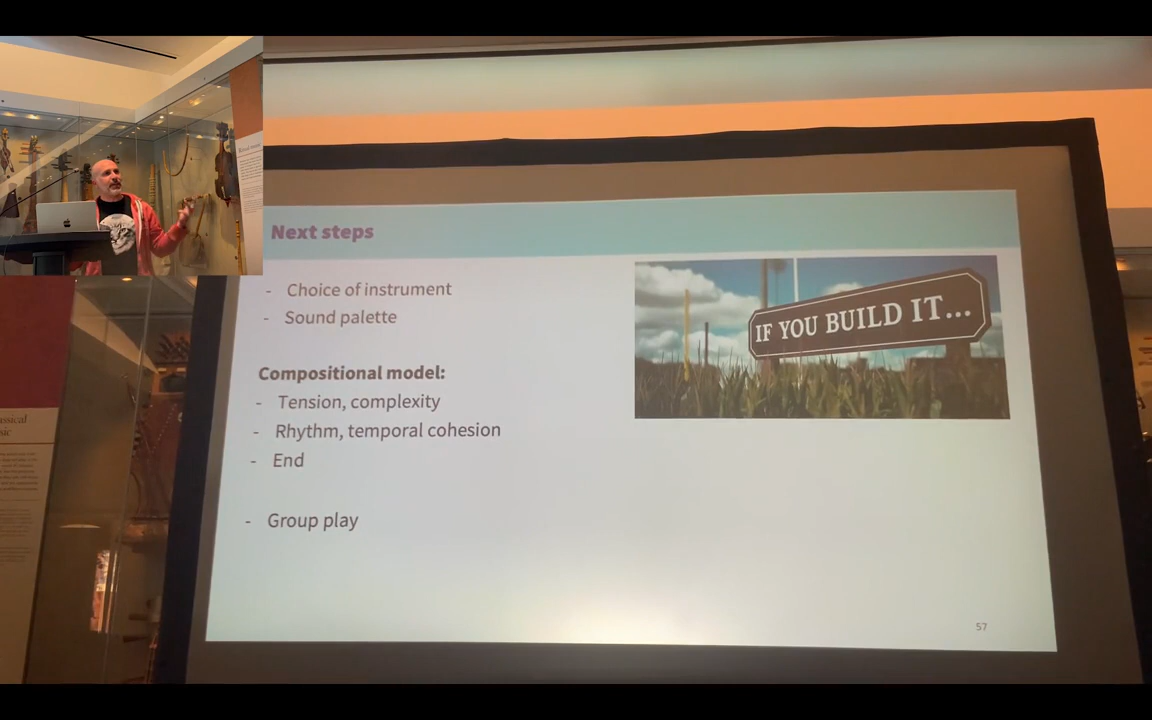 Next steps
- Choice of instrument
- Sound palette
Compositional model:
- Tension, complexity
- Rhythm, temporal cohesion
- End
- Group play
IF YOU BUILD IT...
57